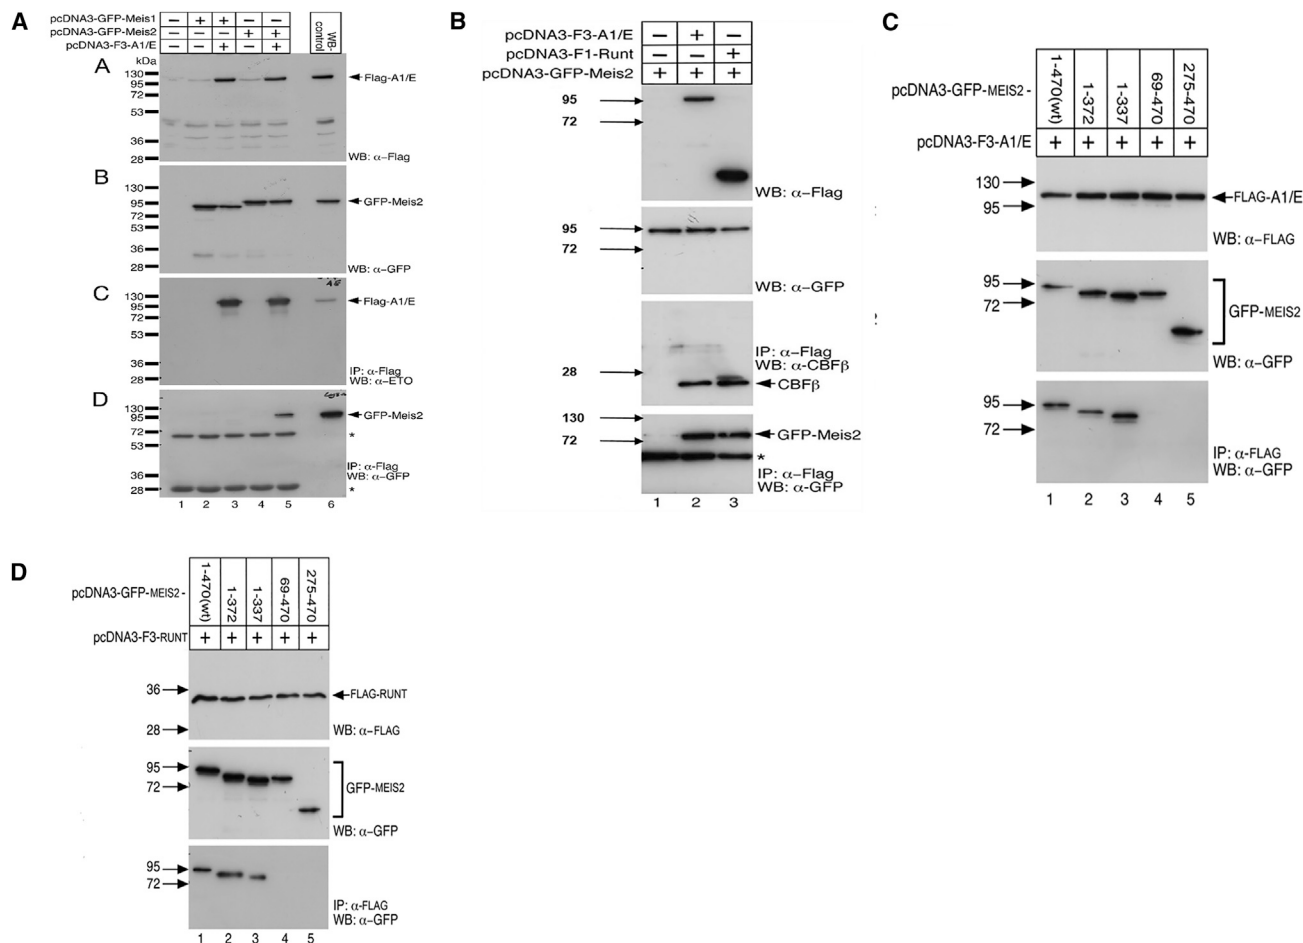 A
pcDNA3-GFP-Meis1 − + + − −
pcDNA3-GFP-Meis2 − − − + +
pcDNA3-F3-A1/E − − + − +
WB-control
A
kDa
130
95
72
53
36
28
Flag-A1/E
WB: α–Flag
B
130
95
72
53
36
28
GFP-Meis2
WB: α–GFP
C
130
95
72
53
36
28
Flag-A1/E
IP: α-Flag
WB: α–ETO
D
130
95
72
53
36
28
GFP-Meis2
*
IP: α-Flag
WB: α-GFP
*
1 2 3 4 5 6
B
pcDNA3-F3-A1/E − + −
pcDNA3-F1-Runt − − +
pcDNA3-GFP-Meis2 + + +
95
72
WB: α–Flag
95
72
WB: α–GFP
IP: α–Flag
WB: α-CBFβ
28
CBFβ
130
72
GFP-Meis2
*
IP: α–Flag
WB: α-GFP
1 2 3
C
pcDNA3-GFP-MEIS2 - 1-470(wt) 1-372 1-337 69-470 275-470
pcDNA3-F3-A1/E + + + + +
130
95
FLAG-A1/E
WB: α–FLAG
95
72
GFP-MEIS2
WB: α–GFP
95
72
IP: α-FLAG
WB: α-GFP
1 2 3 4 5
D
pcDNA3-GFP-MEIS2 - 1-470(wt) 1-372 1-337 69-470 275-470
pcDNA3-F3-RUNT + + + + +
36
28
FLAG-RUNT
WB: α–FLAG
95
72
GFP-MEIS2
WB: α–GFP
95
72
IP: α-FLAG
WB: α-GFP
1 2 3 4 5